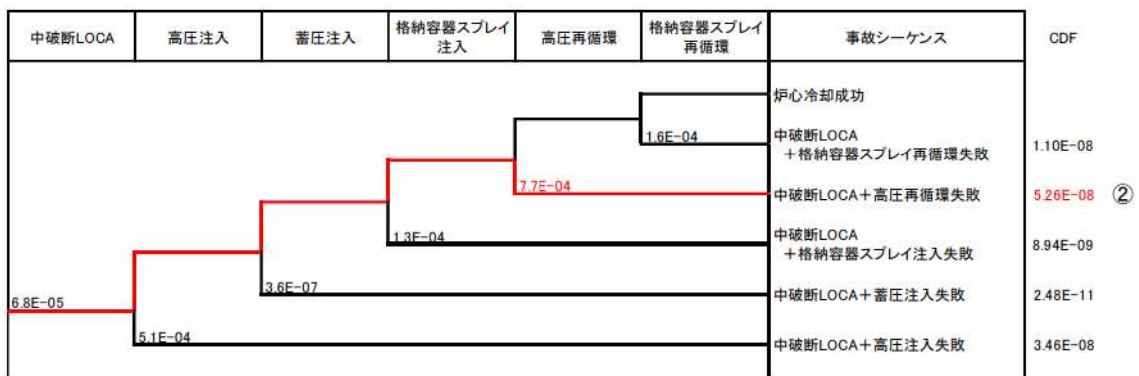 中破断LOCA
高圧注入
蓄圧注入
格納容器スプレイ
注入
高圧再循環
格納容器スプレイ
再循環
事故シーケンス
CDF
炉心冷却成功
1.6E-04
中破断LOCA
+格納容器スプレイ再循環失敗
1.10E-08
7.7E-04
中破断LOCA+高圧再循環失敗
5.26E-08 ②
1.3E-04
中破断LOCA
+格納容器スプレイ注入失敗
8.94E-09
3.6E-07
中破断LOCA+蓄圧注入失敗
2.48E-11
6.8E-05
5.1E-04
中破断LOCA+高圧注入失敗
3.46E-08